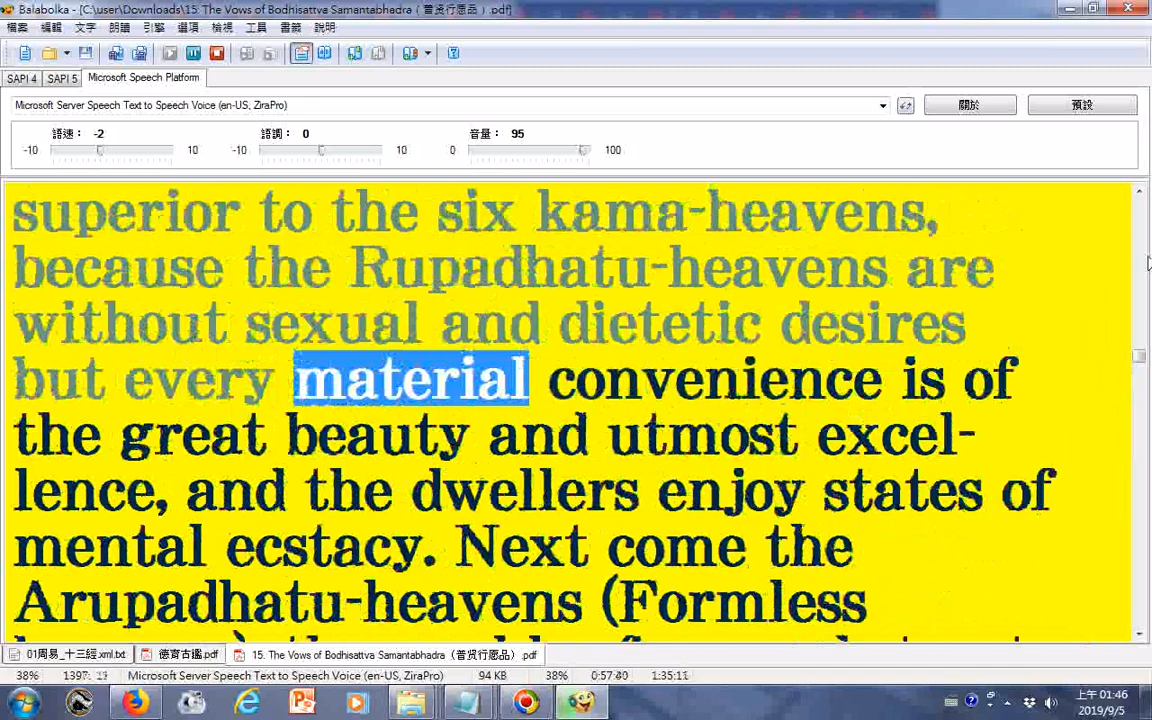 Balabolka - [C:\user\Downloads\15. The Vows of Bodhisattva Samantabhadra（普贤行愿品）.pdf]
檔案 編輯 文字 朗讀 引擎 選項 檢視 工具 書籤 說明
SAPI 4 SAPI 5 Microsoft Speech Platform
Microsoft Server Speech Text to Speech Voice (en-US, ZiraPro) 關於 預設
語速： -2 語調： 0 音量： 95
-10 10 -10 10 0 100
superior to the six kama-heavens,
because the Rupadhatu-heavens are
without sexual and dietetic desires
but every material convenience is of
the great beauty and utmost excel-
lence, and the dwellers enjoy states of
mental ecstacy. Next come the
Arupadhatu-heavens (Formless
01周易_十三經.xml.txt 德育古鑑.pdf 15. The Vows of Bodhisattva Samantabhadra（普贤行愿品）.pdf
38% Microsoft Server Speech Text to Speech Voice (en-US, ZiraPro) 94 KB 38% 0:57:40 1:35:11
上午 01:46
2019/9/5